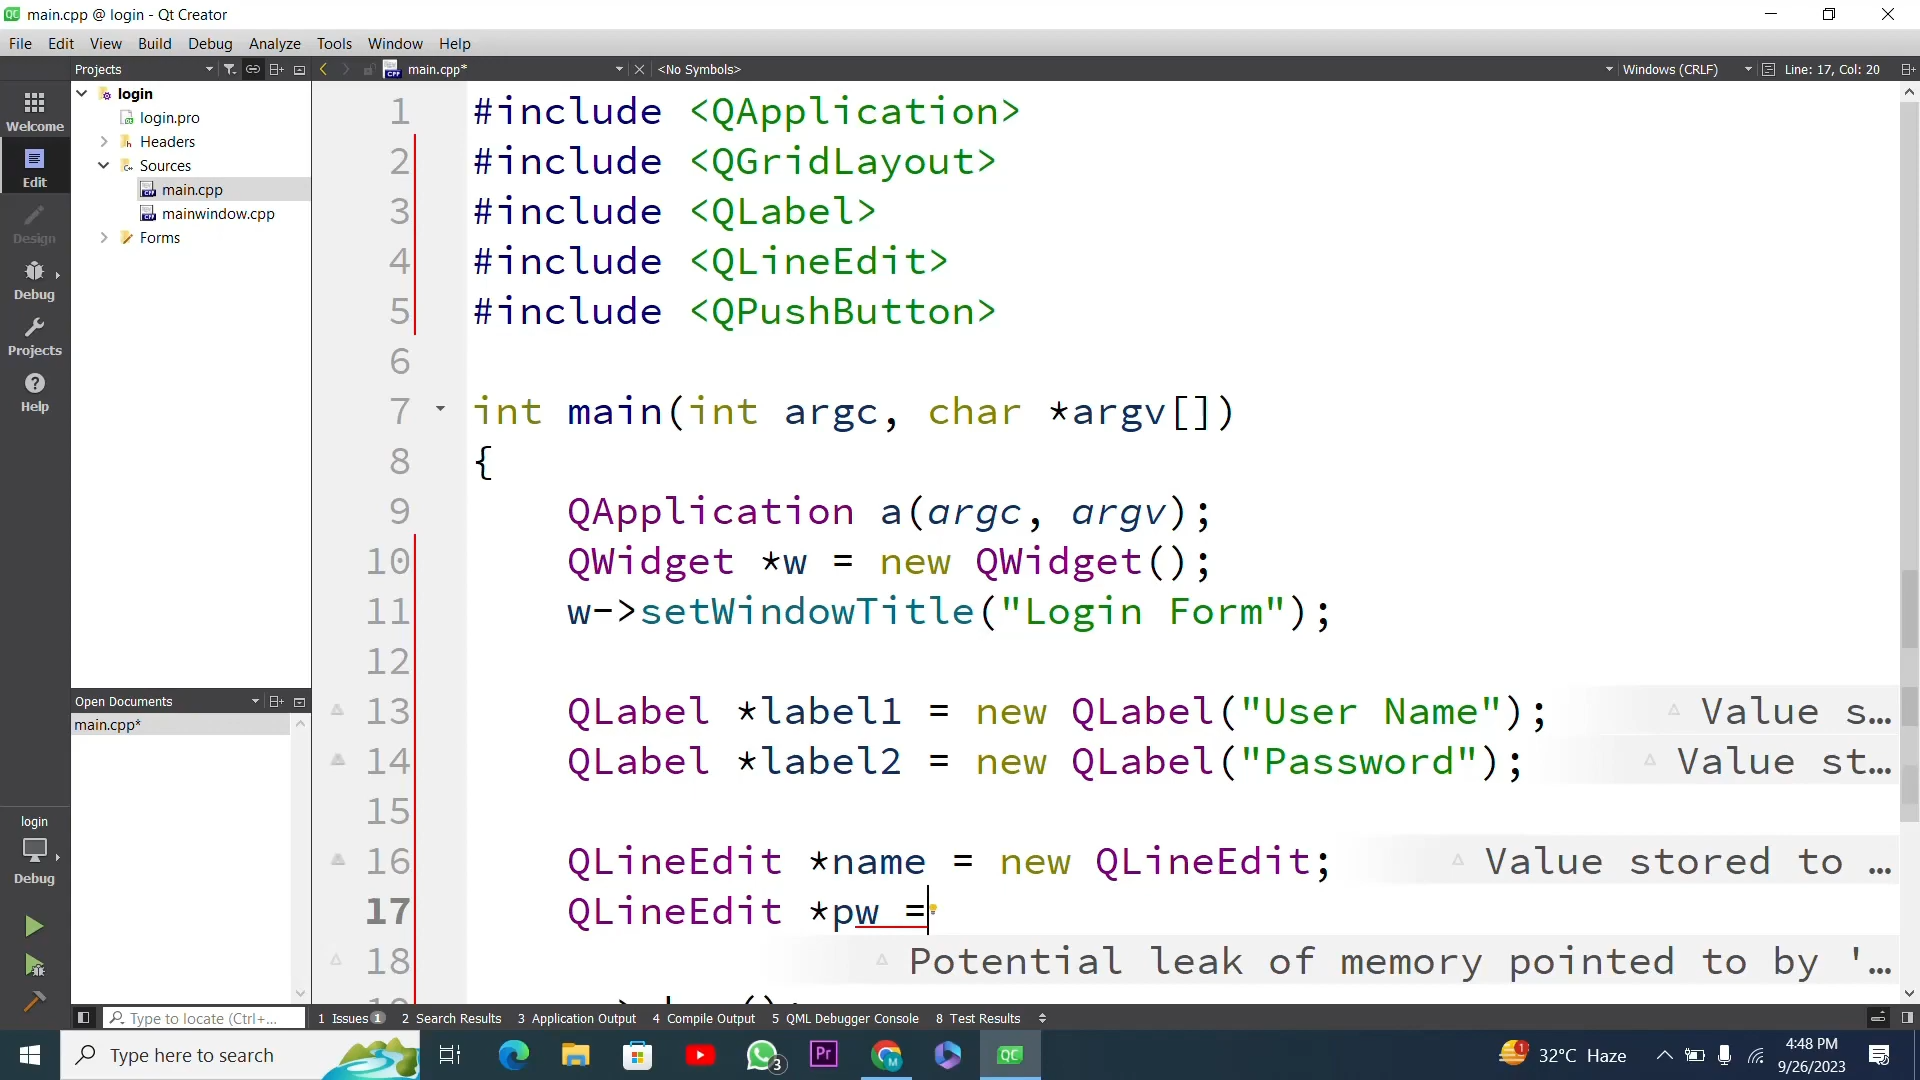 main.cpp @ login - Qt Creator
File Edit View Build Debug Analyze Tools Window Help
Projects main.cpp* <No Symbols> Windows (CRLF) Line: 17, Col: 20
login
login.pro
Headers
Sources
main.cpp
mainwindow.cpp
Forms
Welcome
Edit
Design
Debug
Projects
Help
Open Documents
main.cpp*
login
Debug
1 #include <QApplication>
2 #include <QGridLayout>
3 #include <QLabel>
4 #include <QLineEdit>
5 #include <QPushButton>
6
7 int main(int argc, char *argv[])
8 {
9 QApplication a(argc, argv);
10 QWidget *w = new QWidget();
11 w->setWindowTitle("Login Form");
12
13 QLabel *label1 = new QLabel("User Name"); Value s…
14 QLabel *label2 = new QLabel("Password"); Value st…
15
16 QLineEdit *name = new QLineEdit; Value stored to …
17 QLineEdit *pw =
18 Potential leak of memory pointed to by '…
Type to locate (Ctrl+... 1 Issues 1 2 Search Results 3 Application Output 4 Compile Output 5 QML Debugger Console 8 Test Results
Type here to search
3
Pr
M
QC
1
32°C Haze
4:48 PM
9/26/2023